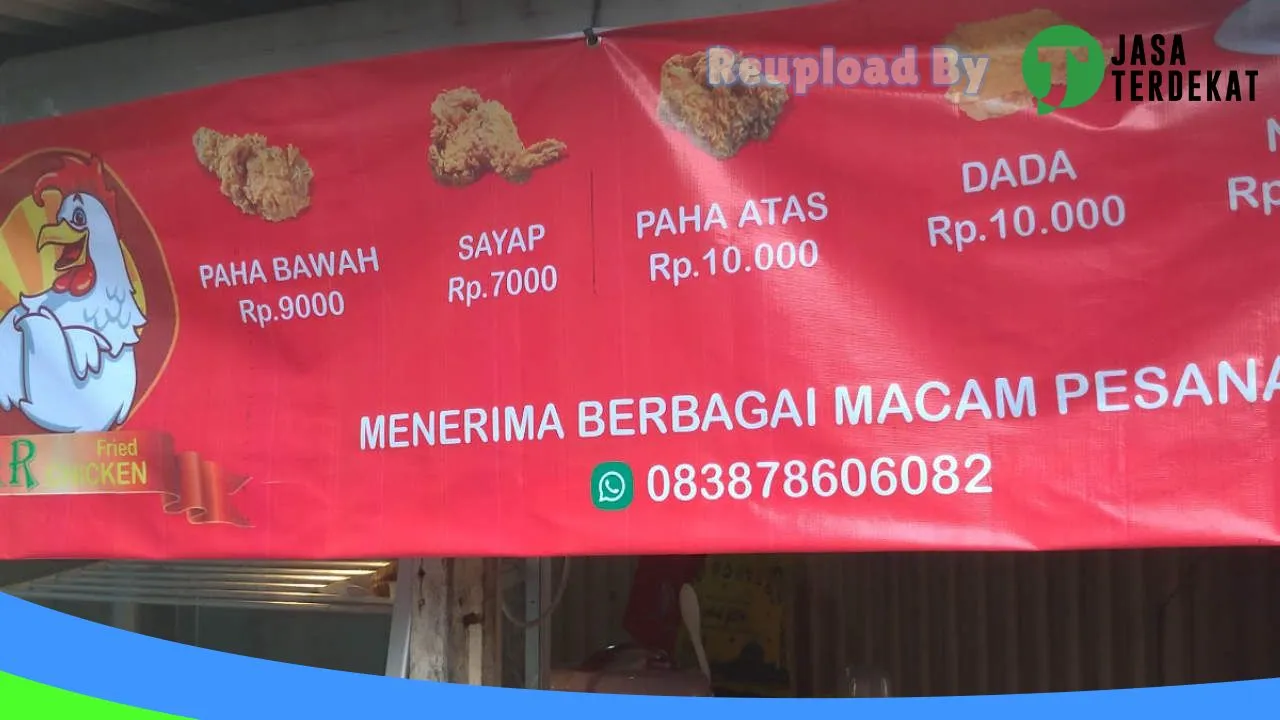 Reupload By
JASA
TERDEKAT
PAHA BAWAH
Rp.9000
SAYAP
Rp.7000
PAHA ATAS
Rp.10.000
DADA
Rp.10.000
Rp
MENERIMA BERBAGAI MACAM PESANA
083878606082
R
Fried
CHICKEN